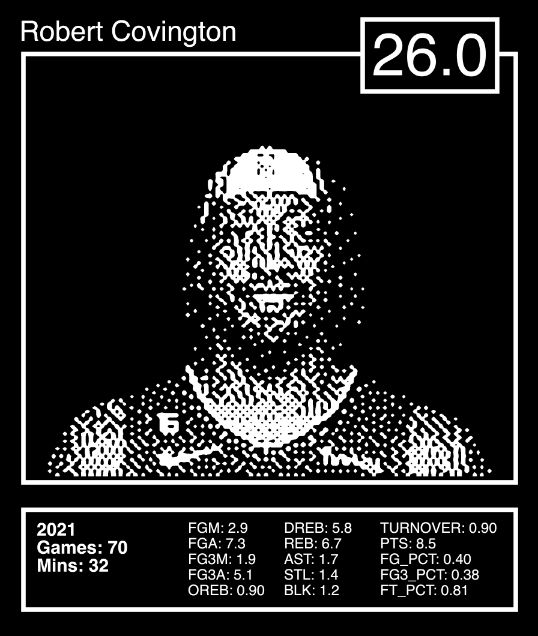 Robert Covington
26.0
2021
Games: 70
Mins: 32
FGM: 2.9
FGA: 7.3
FG3M: 1.9
FG3A: 5.1
OREB: 0.90
DREB: 5.8
REB: 6.7
AST: 1.7
STL: 1.4
BLK: 1.2
TURNOVER: 0.90
PTS: 8.5
FG_PCT: 0.40
FG3_PCT: 0.38
FT_PCT: 0.81